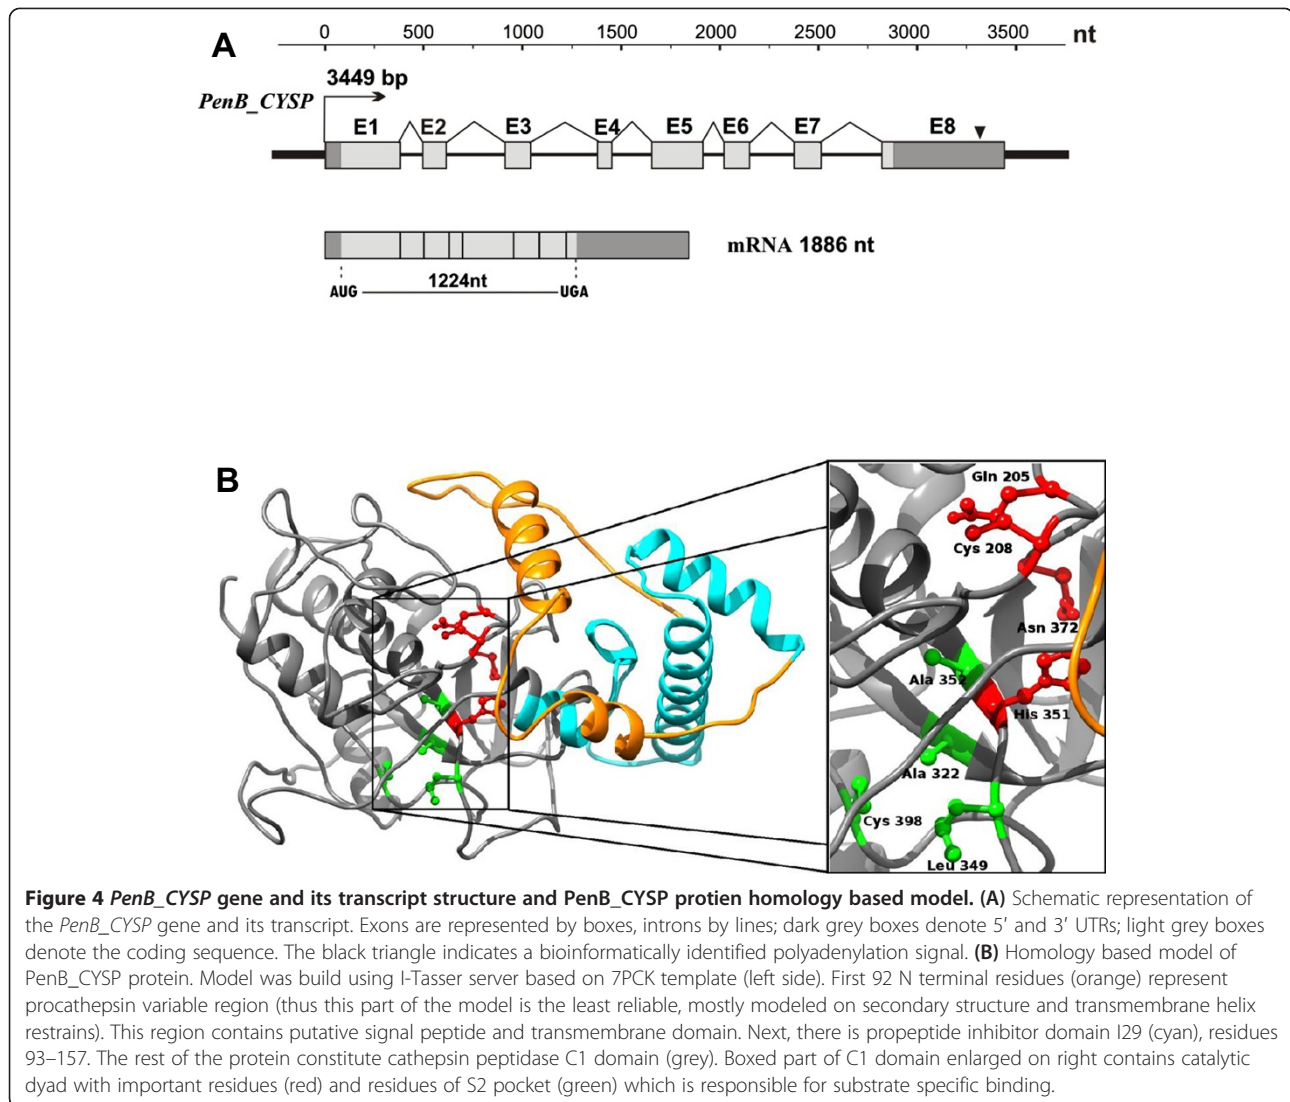 A
0 500 1000 1500 2000 2500 3000 3500 nt
3449 bp
PenB_CYSP
E1 E2 E3 E4 E5 E6 E7 E8
mRNA 1886 nt
1224nt
AUG UGA
B
Gln 205
Cys 208
Asn 372
Ala 352
His 351
Ala 322
Cys 398
Leu 349
Figure 4 PenB_CYSP gene and its transcript structure and PenB_CYSP protien homology based model. (A) Schematic representation of
the PenB_CYSP gene and its transcript. Exons are represented by boxes, introns by lines; dark grey boxes denote 5′ and 3′ UTRs; light grey boxes
denote the coding sequence. The black triangle indicates a bioinformatically identified polyadenylation signal. (B) Homology based model of
PenB_CYSP protein. Model was build using I-Tasser server based on 7PCK template (left side). First 92 N terminal residues (orange) represent
procathepsin variable region (thus this part of the model is the least reliable, mostly modeled on secondary structure and transmembrane helix
restrains). This region contains putative signal peptide and transmembrane domain. Next, there is propeptide inhibitor domain I29 (cyan), residues
93–157. The rest of the protein constitute cathepsin peptidase C1 domain (grey). Boxed part of C1 domain enlarged on right contains catalytic
dyad with important residues (red) and residues of S2 pocket (green) which is responsible for substrate specific binding.